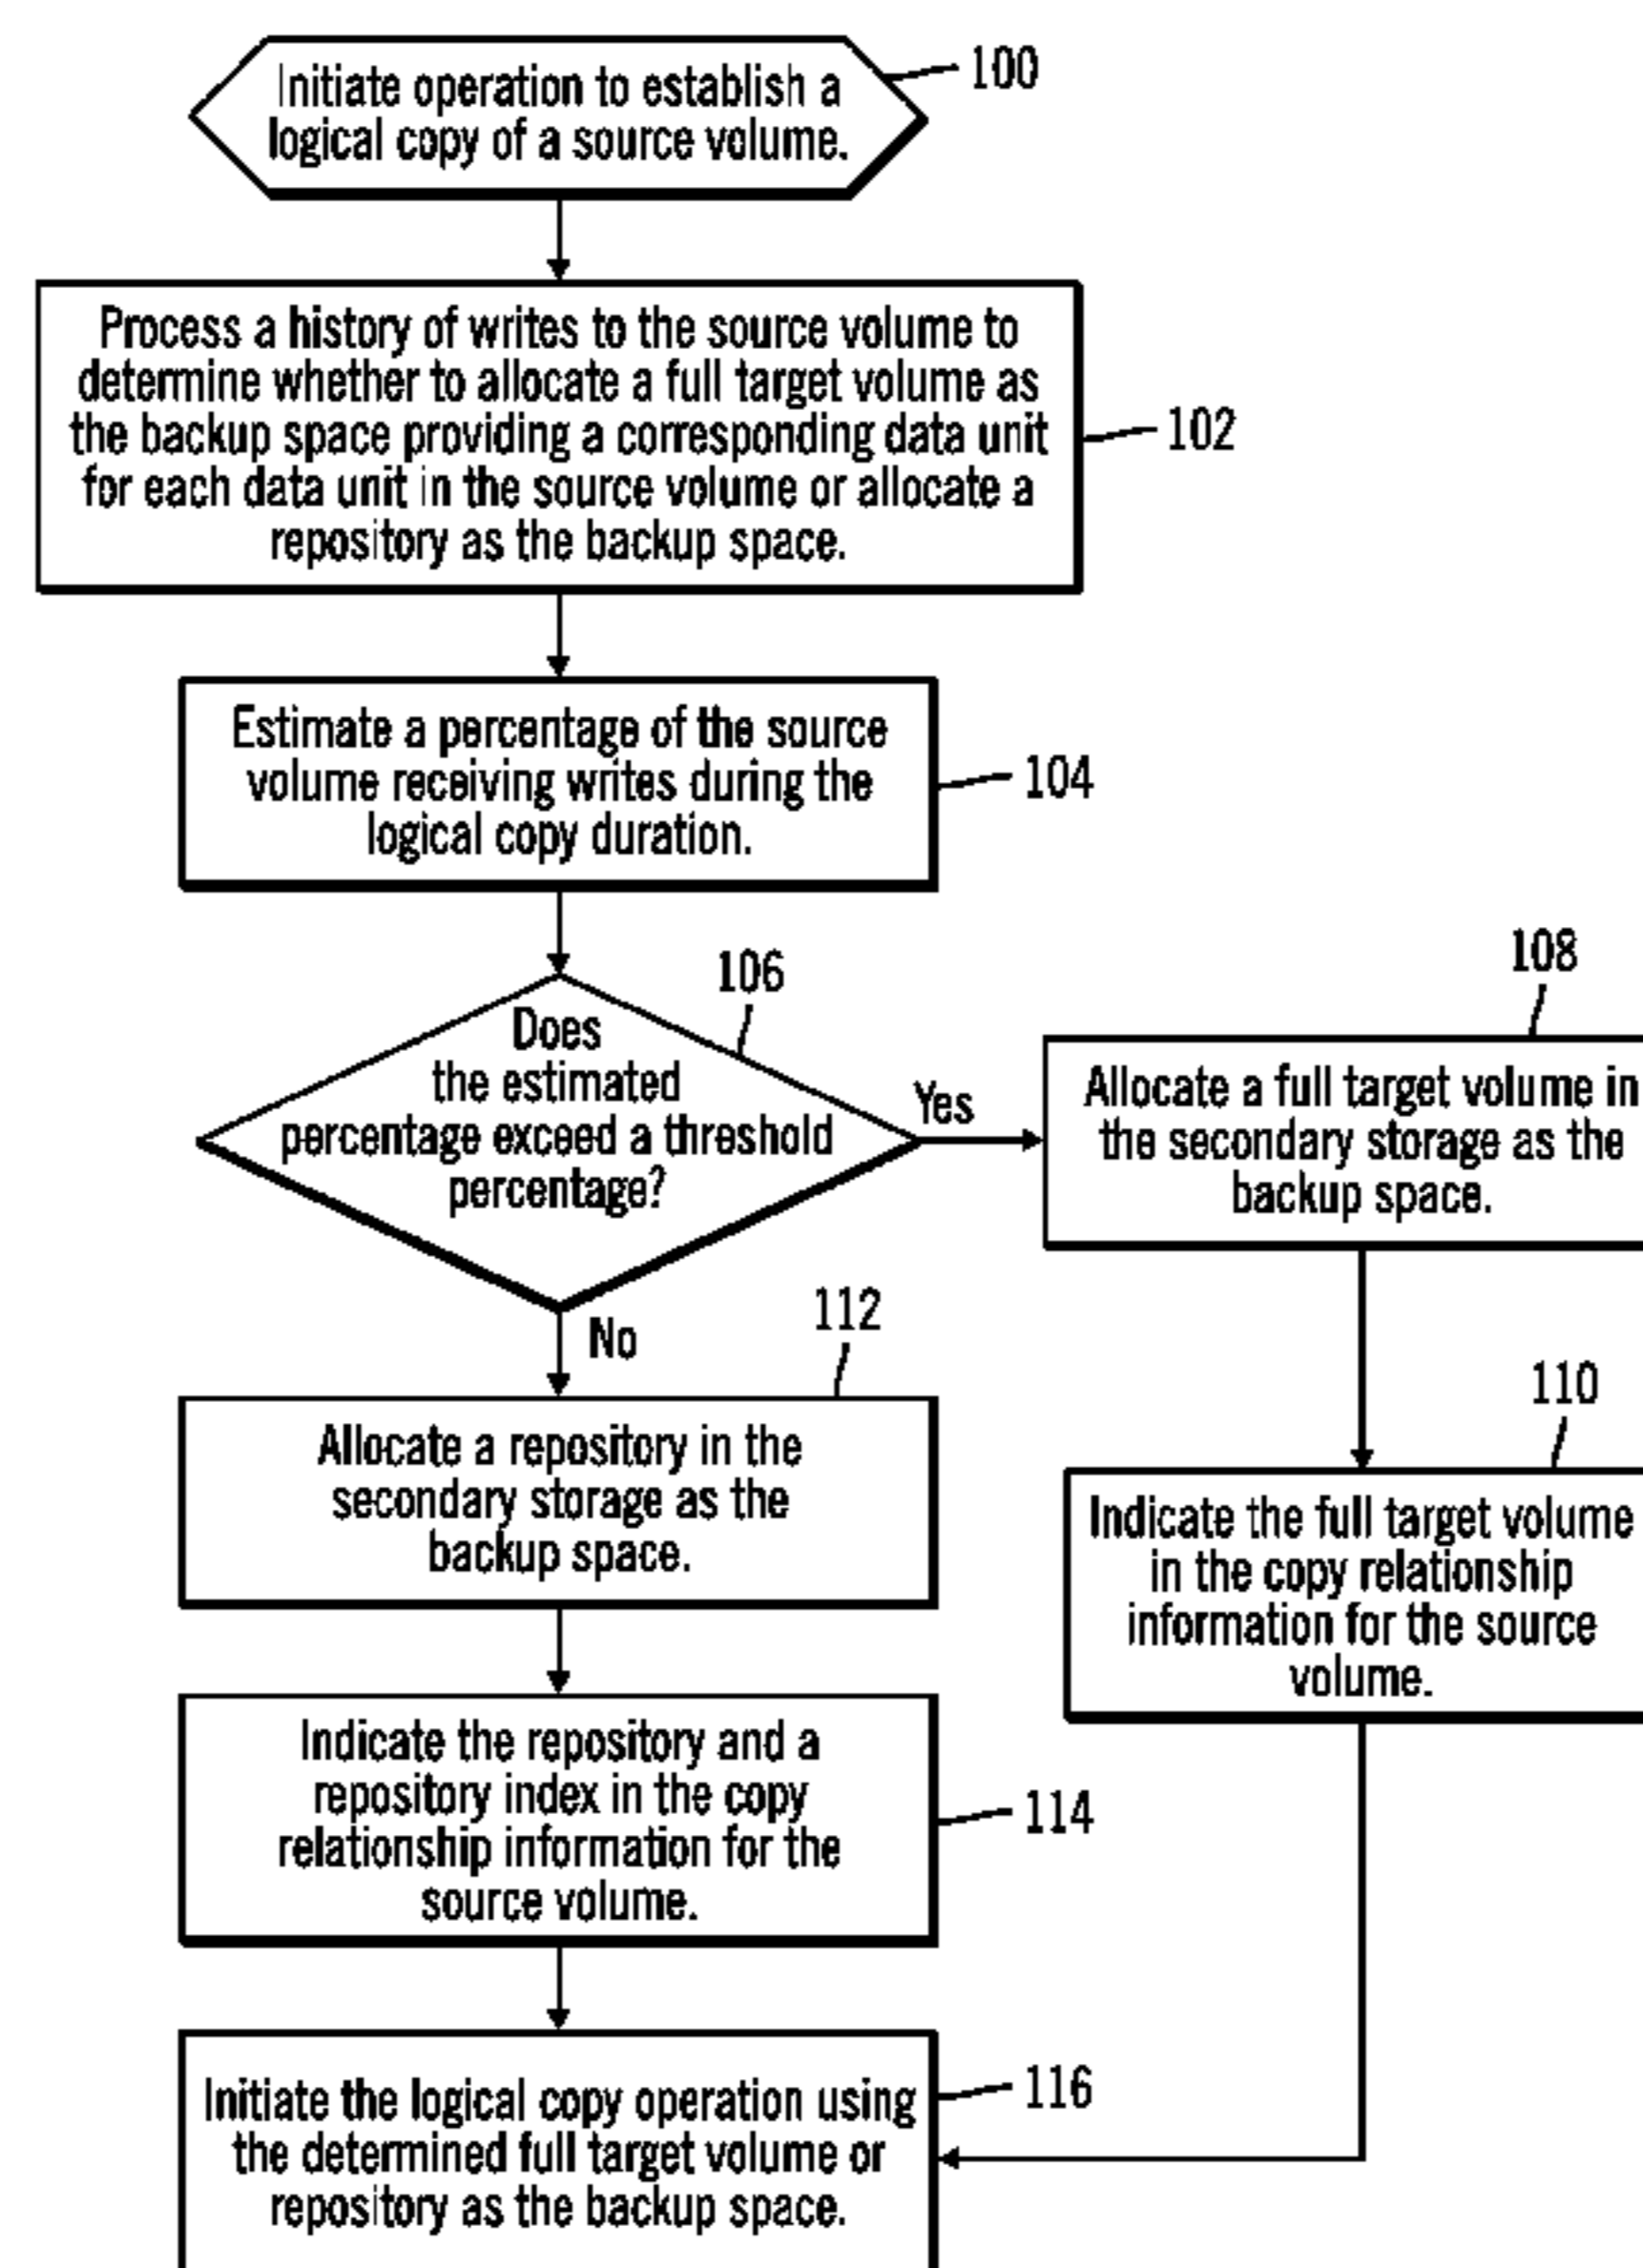 Initiate operation to establish a
logical copy of a source volume.
100
Process a history of writes to the source volume to
determine whether to allocate a full target volume as
the backup space providing a corresponding data unit
for each data unit in the source volume or allocate a
repository as the backup space.
102
Estimate a percentage of the source
volume receiving writes during the
logical copy duration.
104
106
Does
the estimated
percentage exceed a threshold
percentage?
Yes
No
108
Allocate a full target volume in
the secondary storage as the
backup space.
110
Indicate the full target volume
in the copy relationship
information for the source
volume.
112
Allocate a repository in the
secondary storage as the
backup space.
Indicate the repository and a
repository index in the copy
relationship information for the
source volume.
114
Initiate the logical copy operation using
the determined full target volume or
repository as the backup space.
116